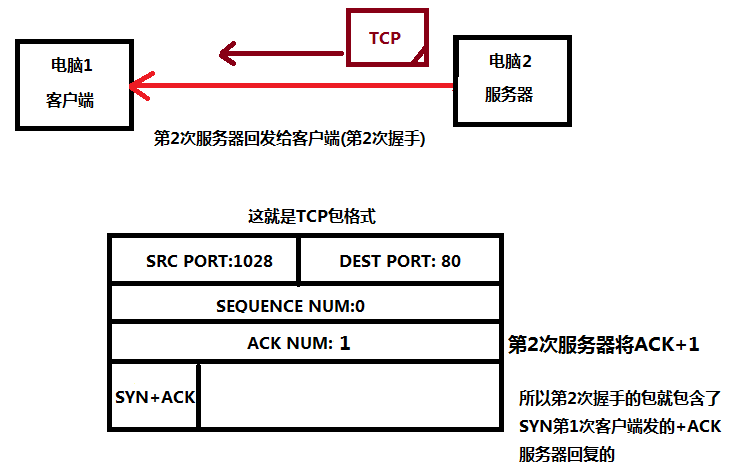 TCP
电脑1
客户端
电脑2
服务器
第2次服务器回发给客户端(第2次握手)
这就是TCP包格式
SRC PORT:1028
DEST PORT: 80
SEQUENCE NUM:0
ACK NUM: 1
第2次服务器将ACK+1
SYN+ACK
所以第2次握手的包就包含了
SYN第1次客户端发的+ACK
服务器回复的